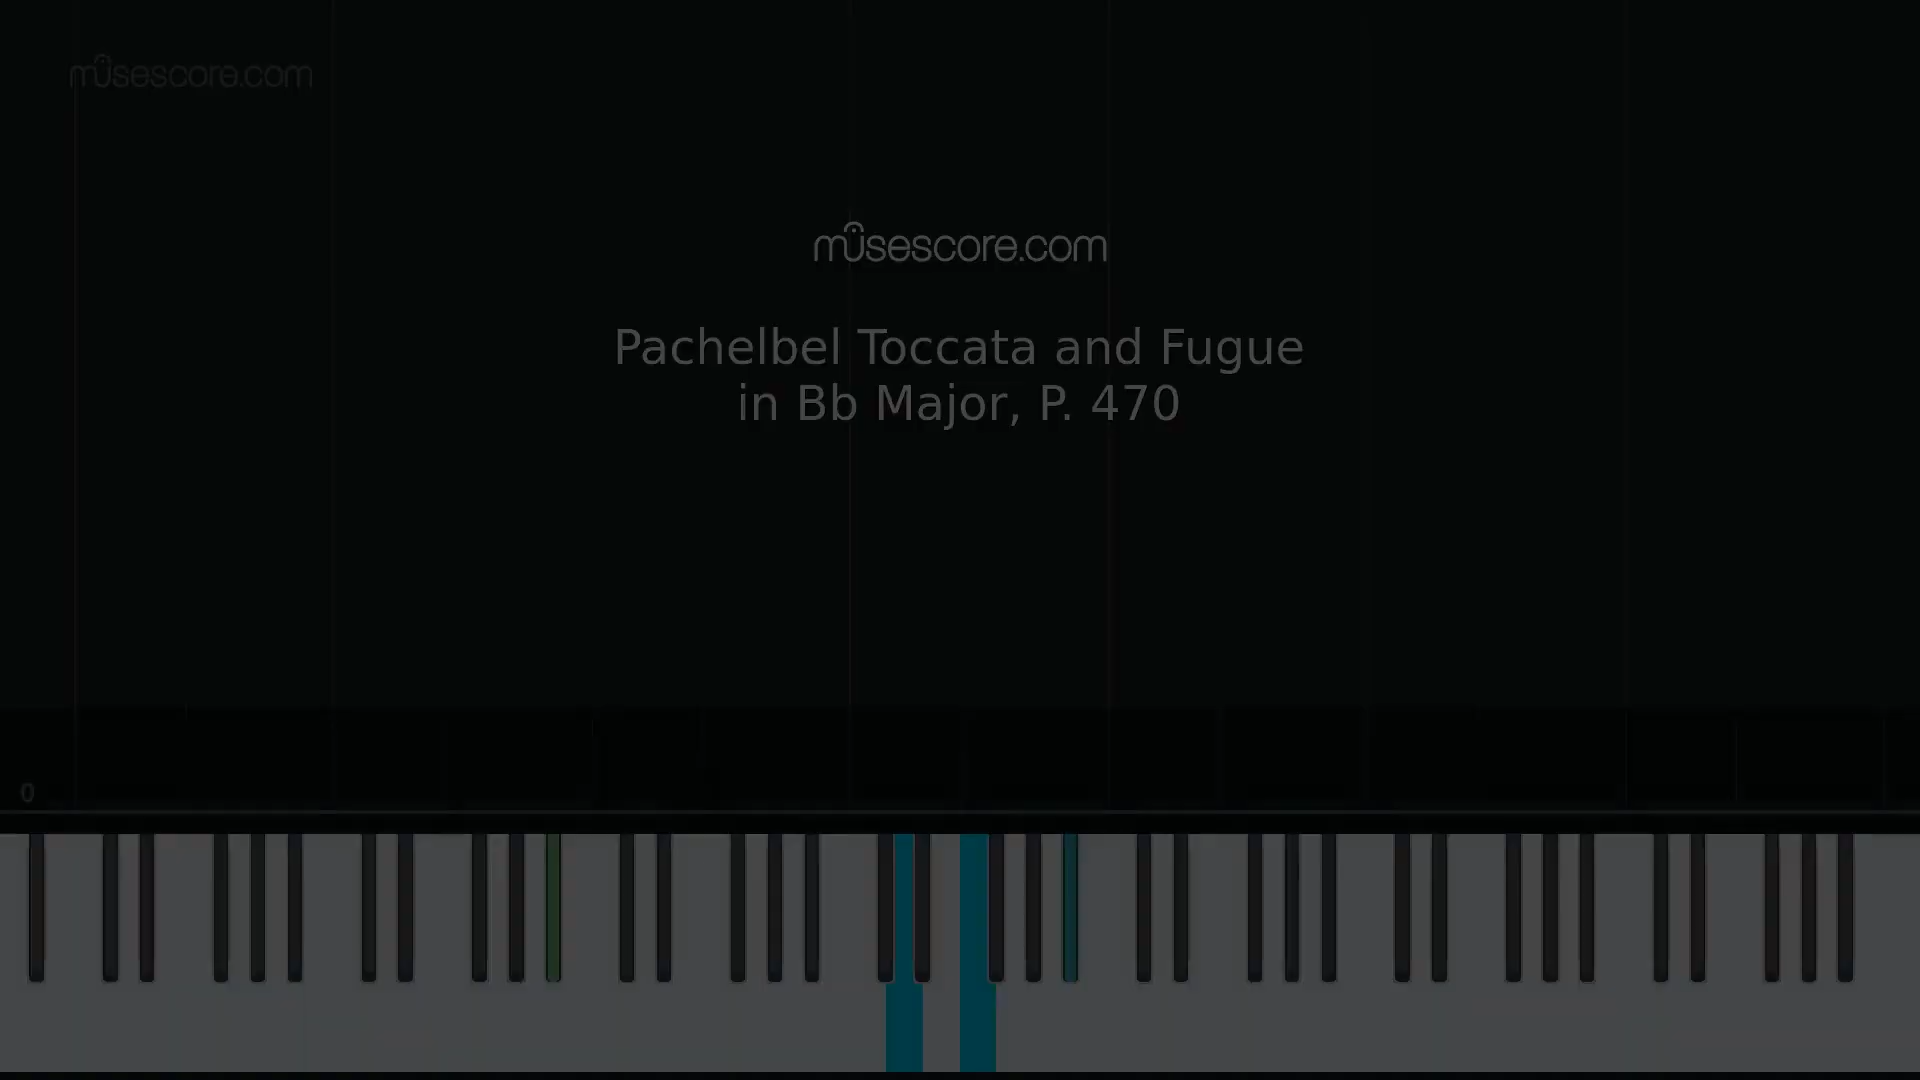 musescore.com
musescore.com
Pachelbel Toccata and Fugue
in Bb Major, P. 470
0